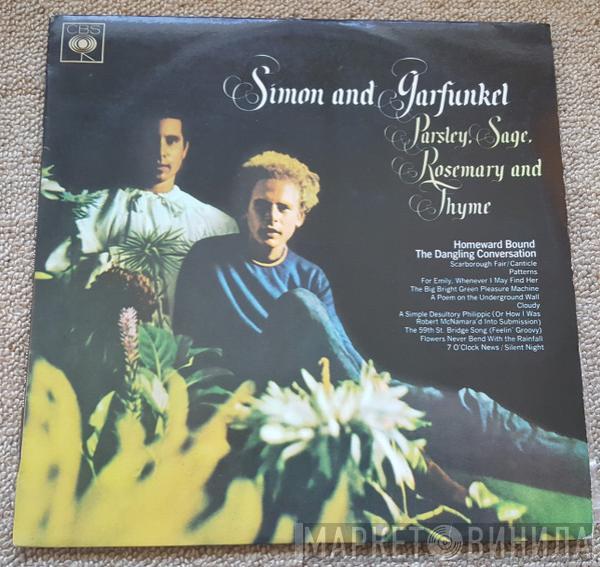 CBS
Simon and Garfunkel
Parsley, Sage,
Rosemary and
Thyme
Homeward Bound
The Dangling Conversation
Scarborough Fair/Canticle
Patterns
For Emily, Whenever I May Find Her
The Big Bright Green Pleasure Machine
A Poem on the Underground Wall
Cloudy
A Simple Desultory Philippic (Or How I Was
Robert McNamara'd Into Submission)
The 59th St. Bridge Song (Feelin' Groovy)
Flowers Never Bend With the Rainfall
7 O'Clock News / Silent Night
МАРКЕТ ВИНИЛА